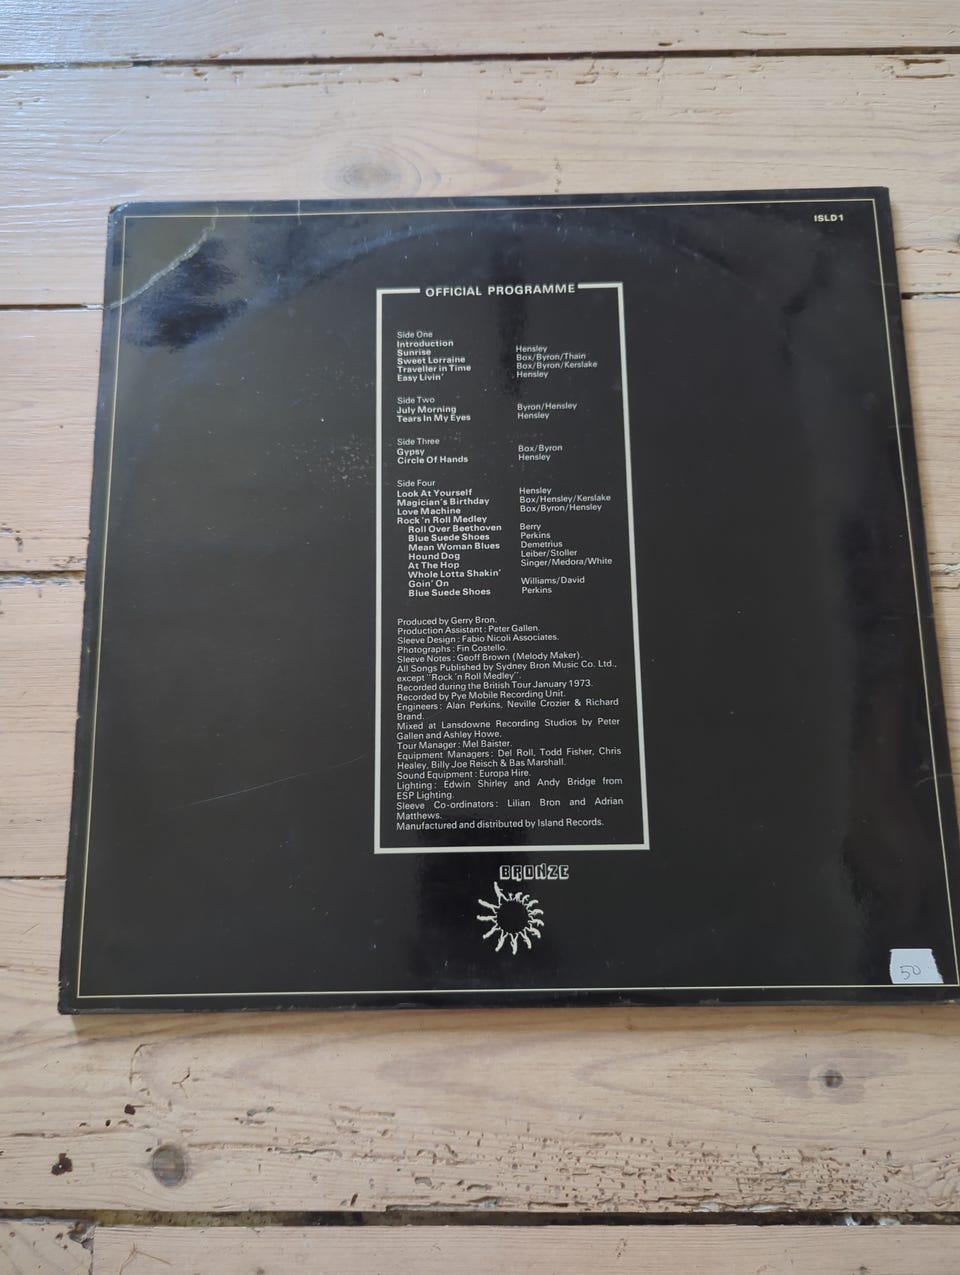 ISLD1
OFFICIAL PROGRAMME
Side One
Introduction
Sunrise Hensley
Sweet Lorraine Box/Byron/Thain
Traveller in Time Box/Byron/Kerslake
Easy Livin' Hensley
Side Two
July Morning Byron/Hensley
Tears In My Eyes Hensley
Side Three
Gypsy Box/Byron
Circle Of Hands Hensley
Side Four
Look At Yourself Hensley
Magician's Birthday Box/Hensley/Kerslake
Love Machine Box/Byron/Hensley
Rock 'n Roll Medley
Roll Over Beethoven Berry
Blue Suede Shoes Perkins
Mean Woman Blues Demetrius
Hound Dog Leiber/Stoller
At The Hop Singer/Medora/White
Whole Lotta Shakin'
Goin' On Williams/David
Blue Suede Shoes Perkins
Produced by Gerry Bron.
Production Assistant : Peter Gallen.
Sleeve Design : Fabio Nicoli Associates.
Photographs : Fin Costello.
Sleeve Notes : Geoff Brown (Melody Maker).
All Songs Published by Sydney Bron Music Co. Ltd.,
except "Rock 'n Roll Medley".
Recorded during the British Tour January 1973.
Recorded by Pye Mobile Recording Unit.
Engineers : Alan Perkins, Neville Crozier & Richard
Brand.
Mixed at Lansdowne Recording Studios by Peter
Gallen and Ashley Howe.
Tour Manager : Mel Baister.
Equipment Managers : Del Roll, Todd Fisher, Chris
Healey, Billy Joe Reisch & Bas Marshall.
Sound Equipment : Europa Hire.
Lighting : Edwin Shirley and Andy Bridge from
ESP Lighting.
Sleeve Co-ordinators : Lilian Bron and Adrian
Matthews.
Manufactured and distributed by Island Records.
BRONZE
50